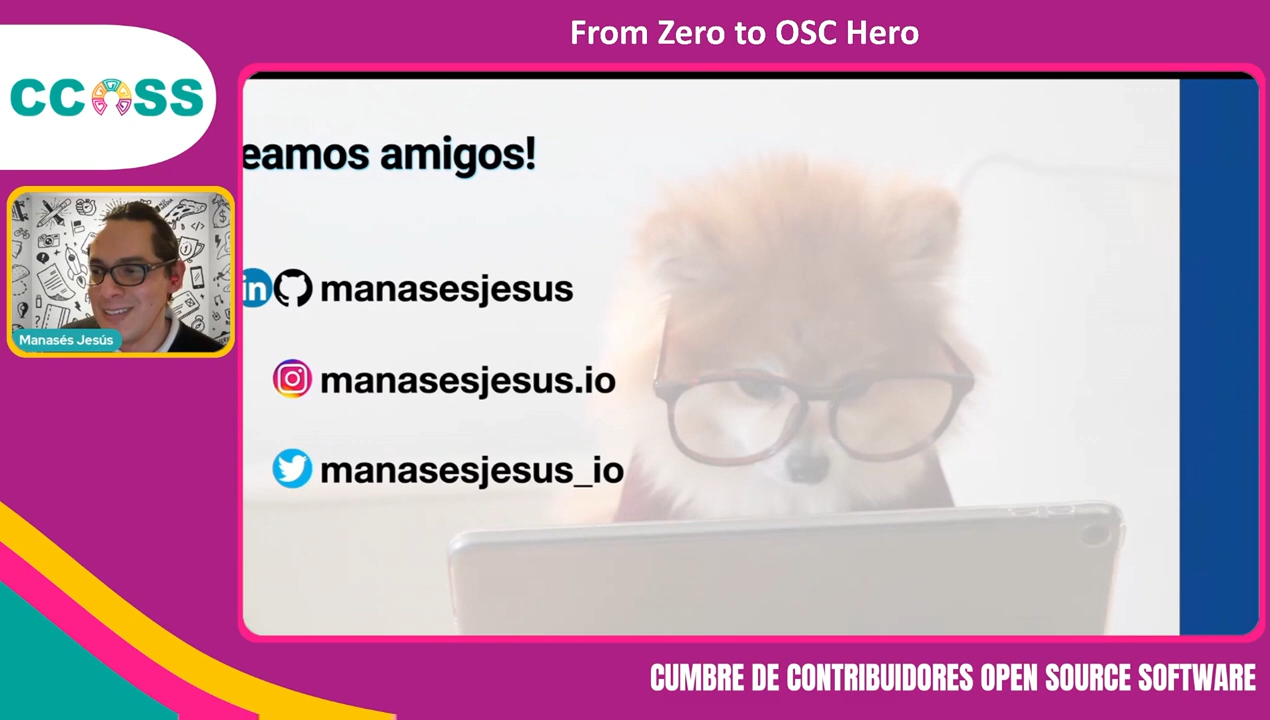 From Zero to OSC Hero
CCOSS
eamos amigos!
in manasesjesus
Manasés Jesús
manasesjesus.io
manasesjesus_io
CUMBRE DE CONTRIBUIDORES OPEN SOURCE SOFTWARE